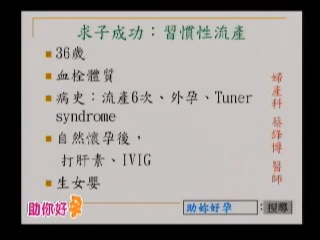 求子成功：習慣性流產
36歲
血栓體質
病史：流產6次、外孕、Tuner
syndrome
自然懷孕後，
打肝素、IVIG
生女嬰
婦產科 蔡鋒博 醫師
助你好孕
助妳好孕：搜尋